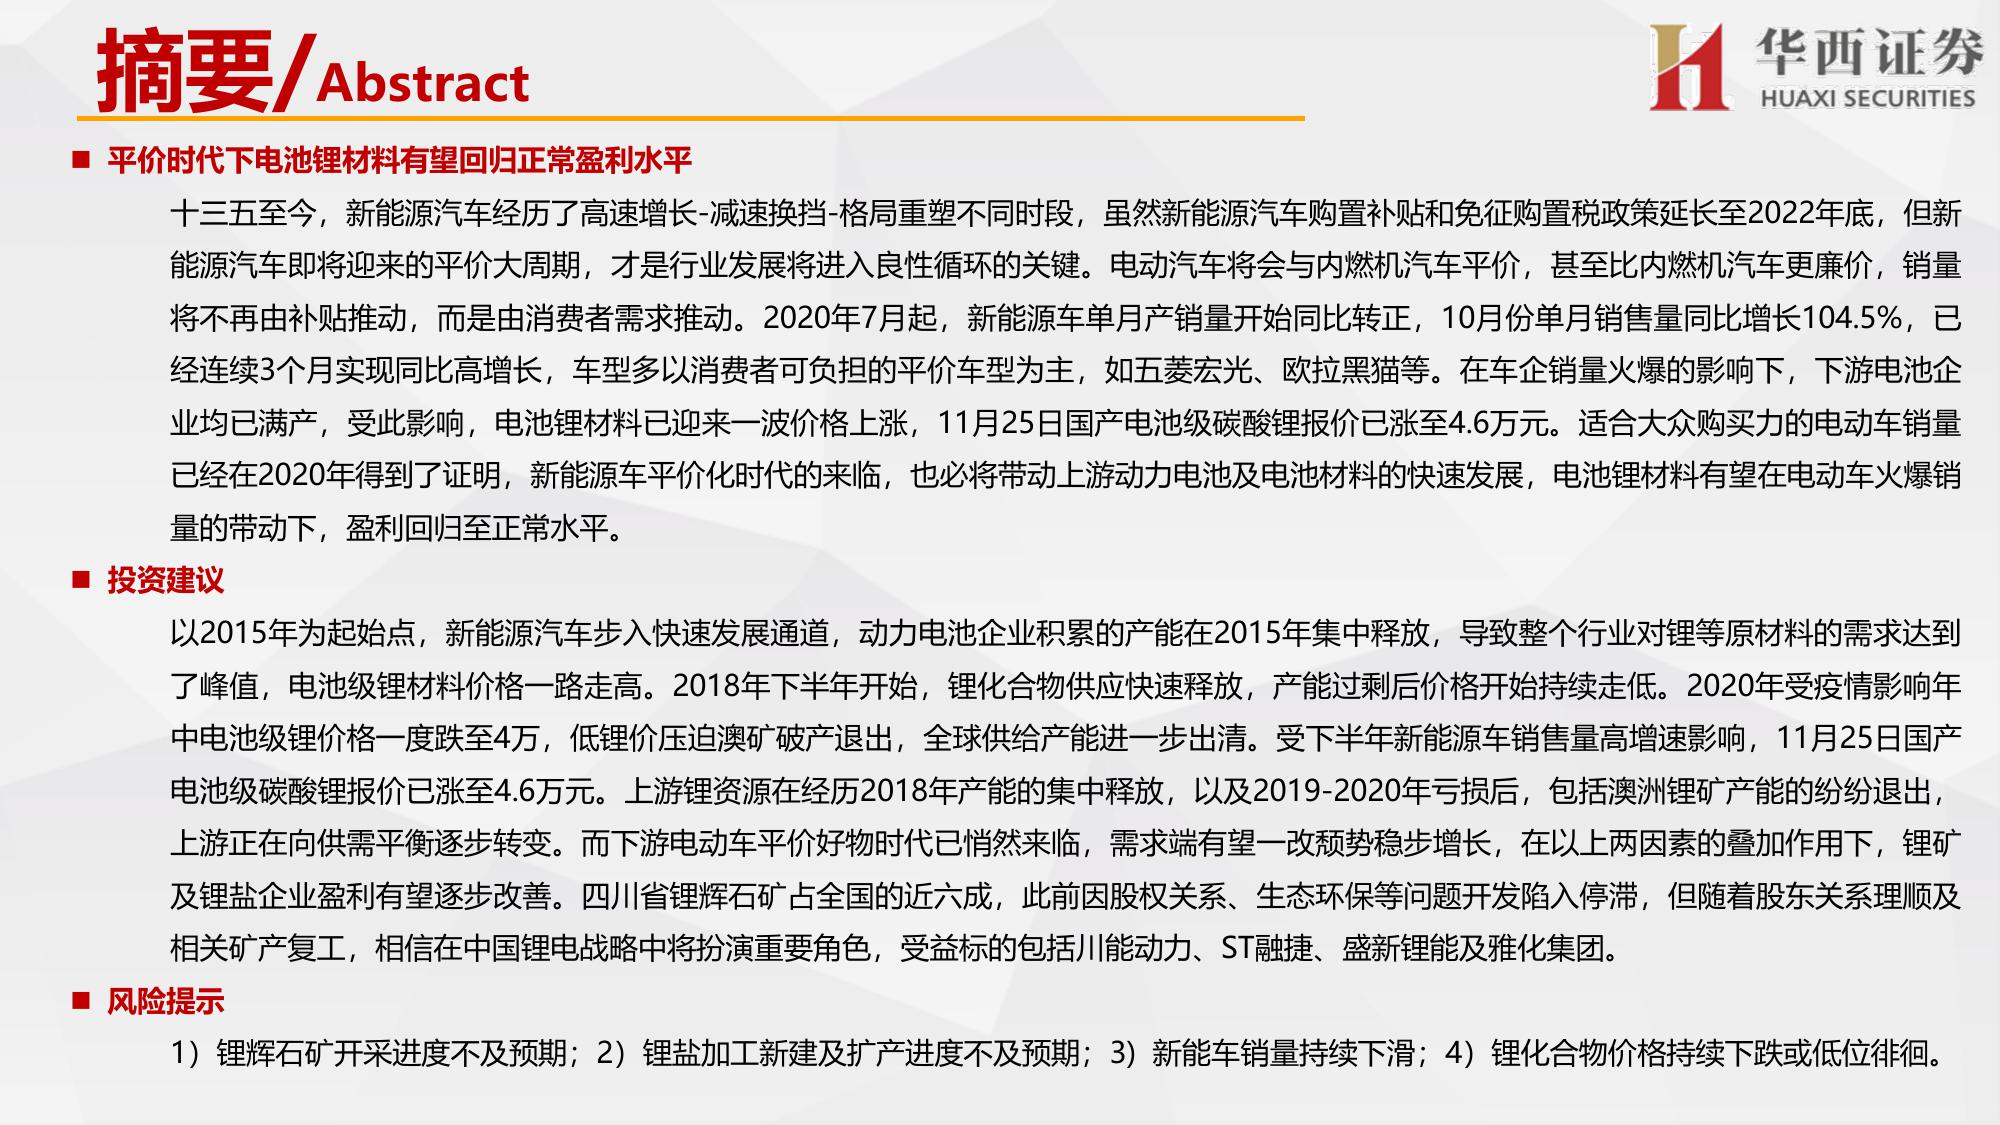 摘要/Abstract
华西证券
HUAXI SECURITIES
■ 平价时代下电池锂材料有望回归正常盈利水平
十三五至今，新能源汽车经历了高速增长-减速换挡-格局重塑不同时段，虽然新能源汽车购置补贴和免征购置税政策延长至2022年底，但新
能源汽车即将迎来的平价大周期，才是行业发展将进入良性循环的关键。电动汽车将会与内燃机汽车平价，甚至比内燃机汽车更廉价，销量
将不再由补贴推动，而是由消费者需求推动。2020年7月起，新能源车单月产销量开始同比转正，10月份单月销售量同比增长104.5%，已
经连续3个月实现同比高增长，车型多以消费者可负担的平价车型为主，如五菱宏光、欧拉黑猫等。在车企销量火爆的影响下，下游电池企
业均已满产，受此影响，电池锂材料已迎来一波价格上涨，11月25日国产电池级碳酸锂报价已涨至4.6万元。适合大众购买力的电动车销量
已经在2020年得到了证明，新能源车平价化时代的来临，也必将带动上游动力电池及电池材料的快速发展，电池锂材料有望在电动车火爆销
量的带动下，盈利回归至正常水平。
■ 投资建议
以2015年为起始点，新能源汽车步入快速发展通道，动力电池企业积累的产能在2015年集中释放，导致整个行业对锂等原材料的需求达到
了峰值，电池级锂材料价格一路走高。2018年下半年开始，锂化合物供应快速释放，产能过剩后价格开始持续走低。2020年受疫情影响年
中电池级锂价格一度跌至4万，低锂价压迫澳矿破产退出，全球供给产能进一步出清。受下半年新能源车销售量高增速影响，11月25日国产
电池级碳酸锂报价已涨至4.6万元。上游锂资源在经历2018年产能的集中释放，以及2019-2020年亏损后，包括澳洲锂矿产能的纷纷退出，
上游正在向供需平衡逐步转变。而下游电动车平价好物时代已悄然来临，需求端有望一改颓势稳步增长，在以上两因素的叠加作用下，锂矿
及锂盐企业盈利有望逐步改善。四川省锂辉石矿占全国的近六成，此前因股权关系、生态环保等问题开发陷入停滞，但随着股东关系理顺及
相关矿产复工，相信在中国锂电战略中将扮演重要角色，受益标的包括川能动力、ST融捷、盛新锂能及雅化集团。
■ 风险提示
1）锂辉石矿开采进度不及预期；2）锂盐加工新建及扩产进度不及预期；3）新能车销量持续下滑；4）锂化合物价格持续下跌或低位徘徊。